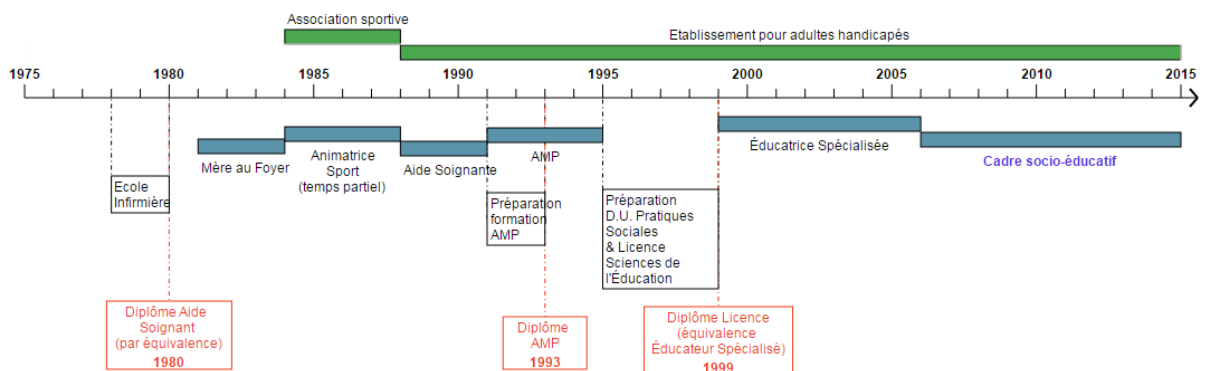 Association sportive
Etablissement pour adultes handicapés
1975 1980 1985 1990 1995 2000 2005 2010 2015
Mère au Foyer
Animatrice
Sport
(temps partiel)
Aide Soignante
AMP
Éducatrice Spécialisée
Cadre socio-éducatif
Ecole
Infirmière
Préparation
formation
AMP
Préparation
D.U. Pratiques
Sociales
& Licence
Sciences de
l'Éducation
Diplôme Aide
Soignant
(par équivalence)
1980
Diplôme
AMP
1993
Diplôme Licence
(équivalence
Éducateur Spécialisé)
1999